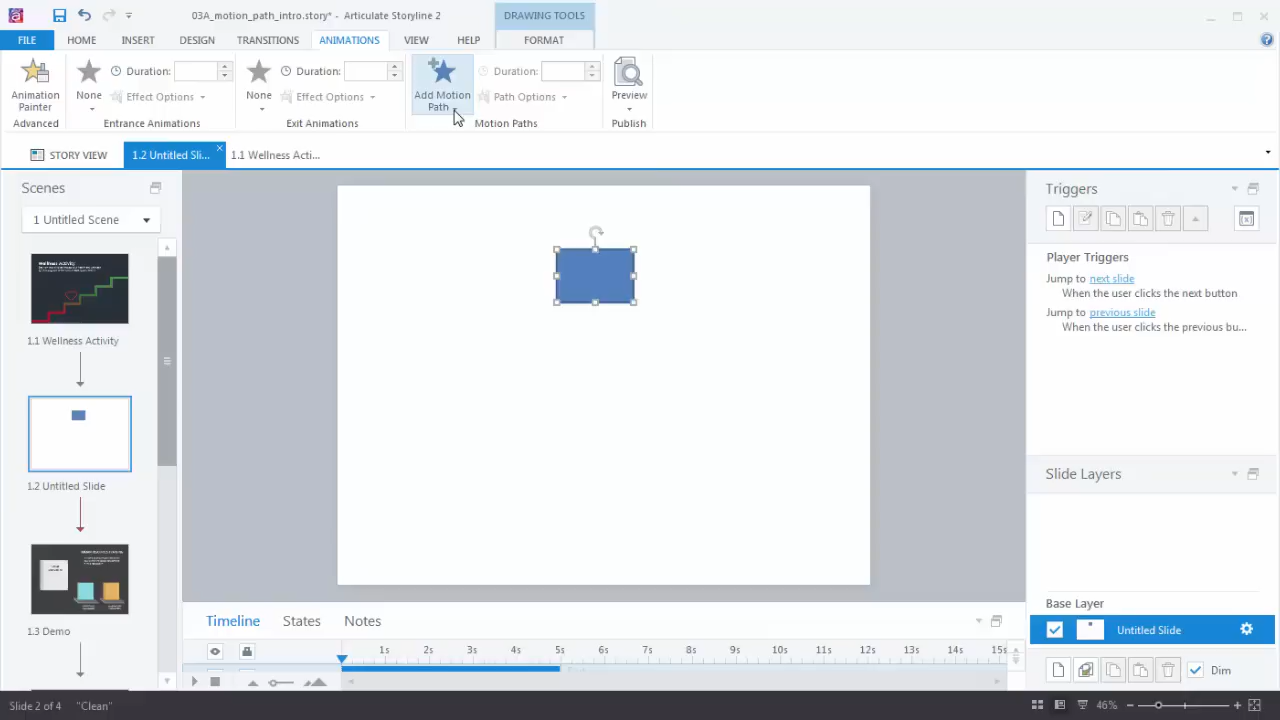 03A_motion_path_intro.story* - Articulate Storyline 2
DRAWING TOOLS
FILE
HOME
INSERT
DESIGN
TRANSITIONS
ANIMATIONS
VIEW
HELP
FORMAT
Animation Painter
Advanced
None
Duration:
Effect Options
Entrance Animations
None
Duration:
Effect Options
Exit Animations
Add Motion Path
Duration:
Path Options
Motion Paths
Preview
Publish
STORY VIEW
1.2 Untitled Sli...
1.1 Wellness Acti...
Scenes
1 Untitled Scene
Wellness Activity
1.1 Wellness Activity
1.2 Untitled Slide
1.3 Demo
Triggers
Player Triggers
Jump to next slide
When the user clicks the next button
Jump to previous slide
When the user clicks the previous bu...
Slide Layers
Base Layer
Untitled Slide
Dim
Timeline
States
Notes
1s 2s 3s 4s 5s 6s 7s 8s 9s 10s 11s 12s 13s 14s 15s
Slide 2 of 4
"Clean"
46%